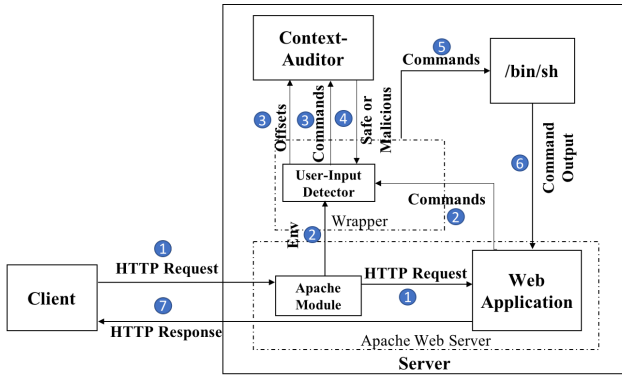 Context-
Auditor
5
Commands
/bin/sh
3
Offsets
3
Commands
4
Safe or
Malicious
6
Command
Output
User-Input
Detector
Wrapper
Commands
2
2
Env
1
HTTP Request
Client
7
HTTP Response
Apache
Module
HTTP Request
1
Web
Application
Apache Web Server
Server